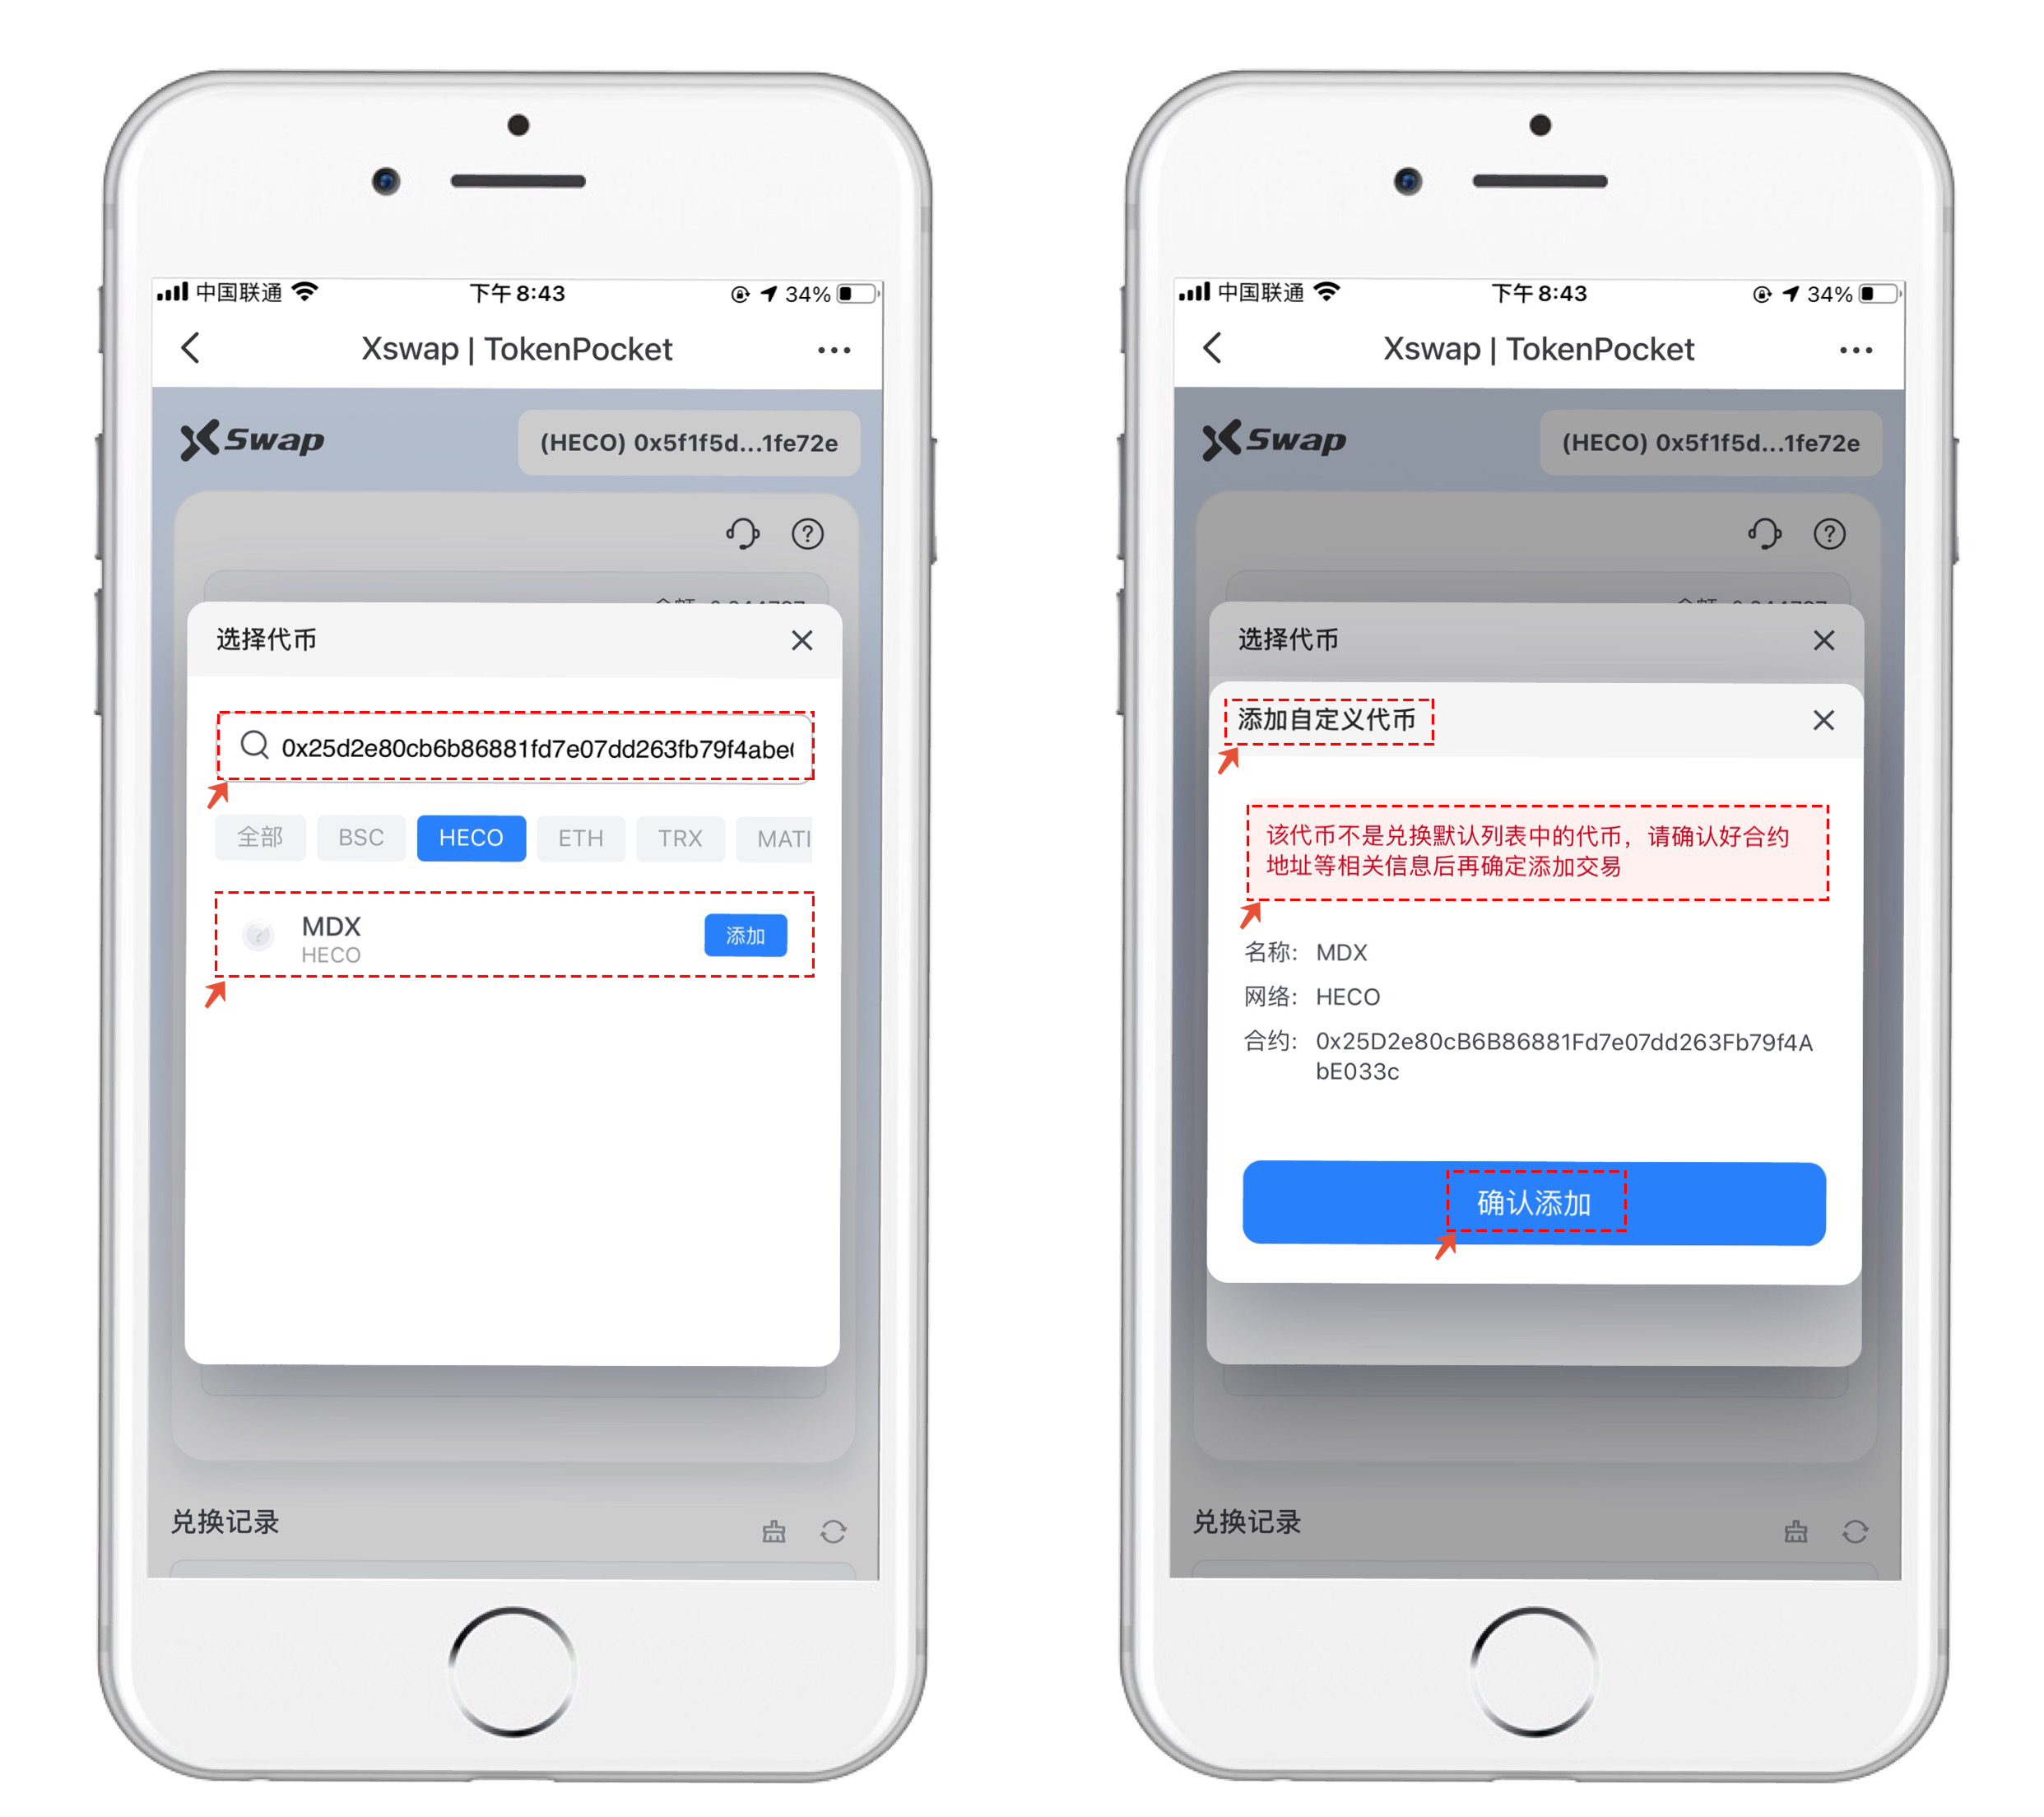 中国联通
下午 8:43
34%
Xswap | TokenPocket
XSwap
(HECO) 0x5f1f5d...1fe72e
选择代币
0x25d2e80cb6b86881fd7e07dd263fb79f4abe
全部
BSC
HECO
ETH
TRX
MATI
MDX
HECO
添加
兑换记录
中国联通
下午 8:43
34%
Xswap | TokenPocket
XSwap
(HECO) 0x5f1f5d...1fe72e
选择代币
添加自定义代币
该代币不是兑换默认列表中的代币，请确认好合约
地址等相关信息后再确定添加交易
名称: MDX
网络: HECO
合约: 0x25D2e80cB6B86881Fd7e07dd263Fb79f4A
bE033c
确认添加
兑换记录